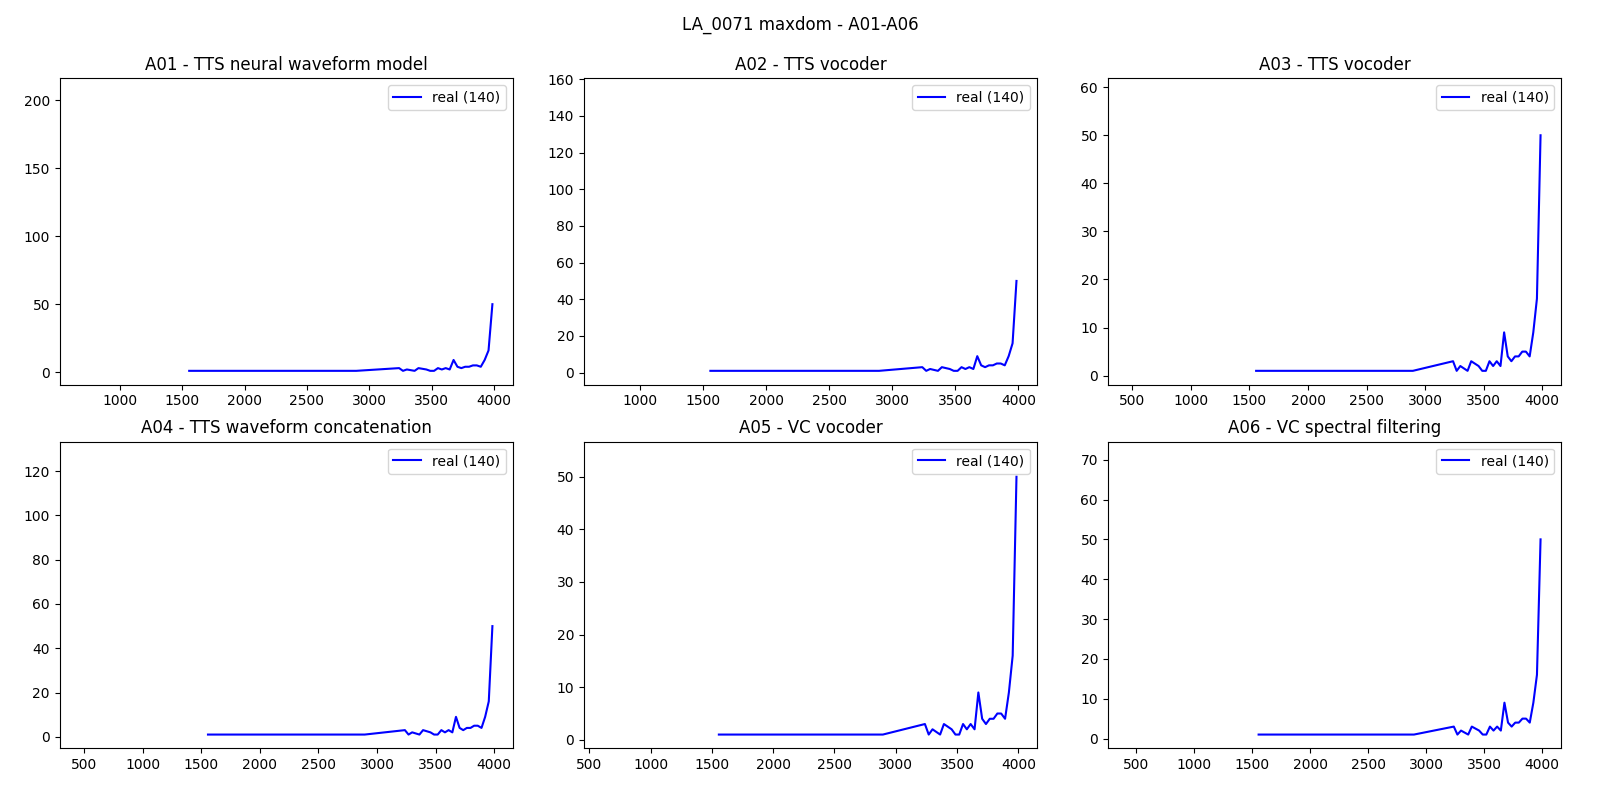 LA_0071 maxdom - A01-A06
A01 - TTS neural waveform model
real (140)
200
150
100
50
0
1000 1500 2000 2500 3000 3500 4000
A02 - TTS vocoder
real (140)
160
140
120
100
80
60
40
20
0
1000 1500 2000 2500 3000 3500 4000
A03 - TTS vocoder
real (140)
60
50
40
30
20
10
0
500 1000 1500 2000 2500 3000 3500 4000
A04 - TTS waveform concatenation
real (140)
120
100
80
60
40
20
0
500 1000 1500 2000 2500 3000 3500 4000
A05 - VC vocoder
real (140)
50
40
30
20
10
0
500 1000 1500 2000 2500 3000 3500 4000
A06 - VC spectral filtering
real (140)
70
60
50
40
30
20
10
0
500 1000 1500 2000 2500 3000 3500 4000